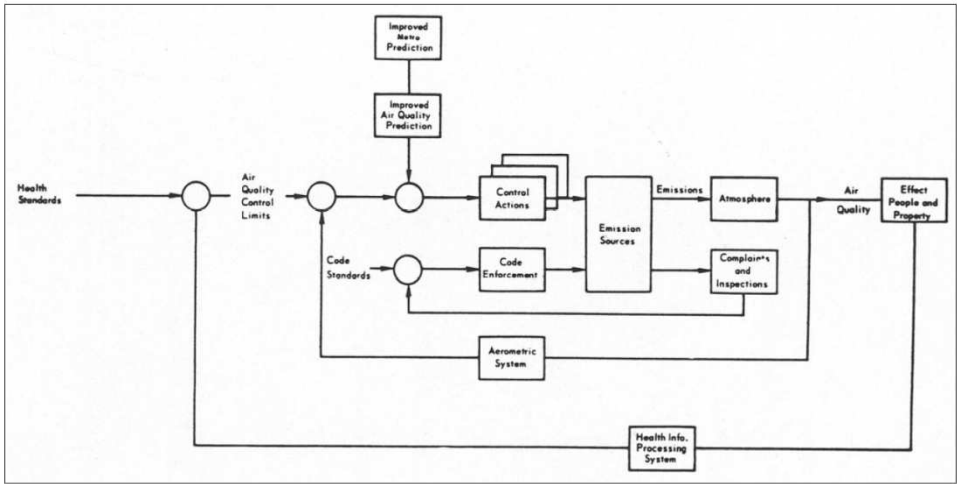 Improved
Metro
Prediction
Improved
Air Quality
Prediction
Health
Standards
Air
Quality
Control
Limits
Control
Actions
Emission
Sources
Emissions
Atmosphere
Air
Quality
Effect
People and
Property
Code
Standards
Code
Enforcement
Complaints
and
Inspections
Aerometric
System
Health Info.
Processing
System